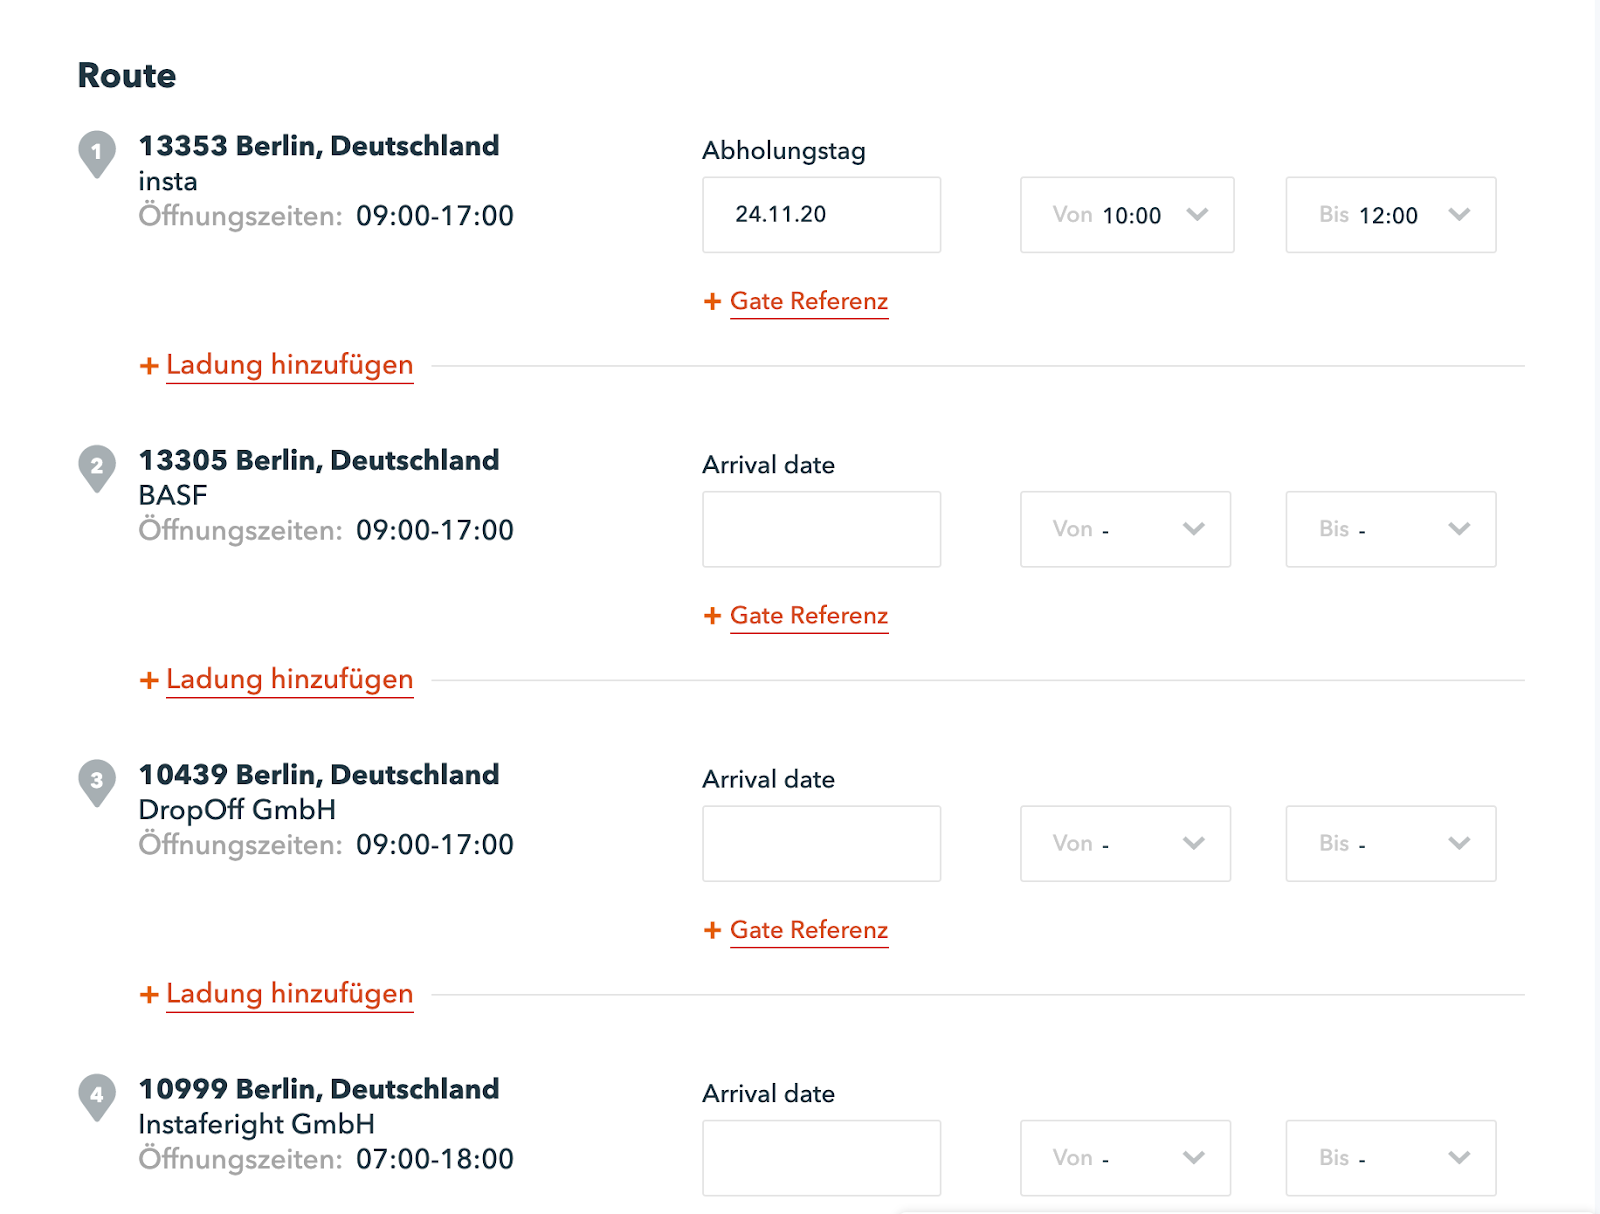 Route
1
13353 Berlin, Deutschland
insta
Öffnungszeiten: 09:00-17:00
Abholungstag
24.11.20
Von 10:00
Bis 12:00
+ Gate Referenz
+ Ladung hinzufügen
2
13305 Berlin, Deutschland
BASF
Öffnungszeiten: 09:00-17:00
Arrival date
Von -
Bis -
+ Gate Referenz
+ Ladung hinzufügen
3
10439 Berlin, Deutschland
DropOff GmbH
Öffnungszeiten: 09:00-17:00
Arrival date
Von -
Bis -
+ Gate Referenz
+ Ladung hinzufügen
4
10999 Berlin, Deutschland
Instaferight GmbH
Öffnungszeiten: 07:00-18:00
Arrival date
Von -
Bis -